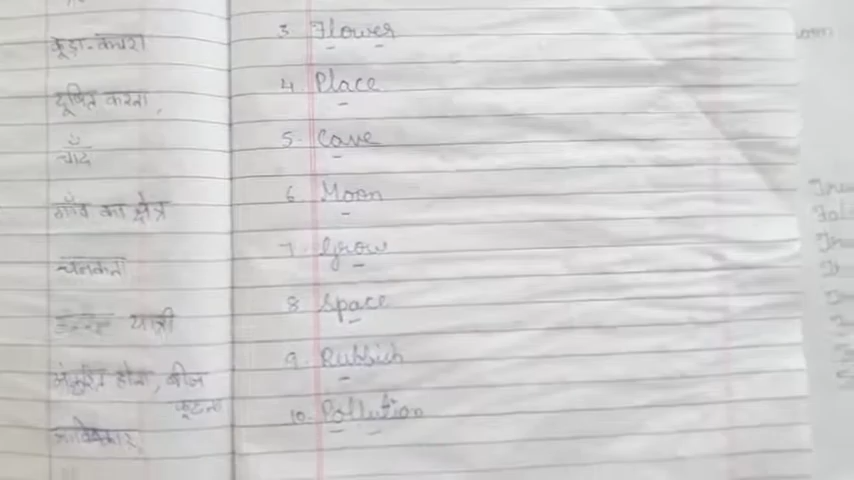 कूड़ा-कचरा
दूषित करना,
चाँद
गाँव का क्षेत्र
चमकना
यात्री
अंकुरित होना, बीज
फूटना
आविष्कार,
3 Flower
4 Place
5. Cave
6 Moon
7 Grow
8 Space
9. Rubbish
10. Pollution